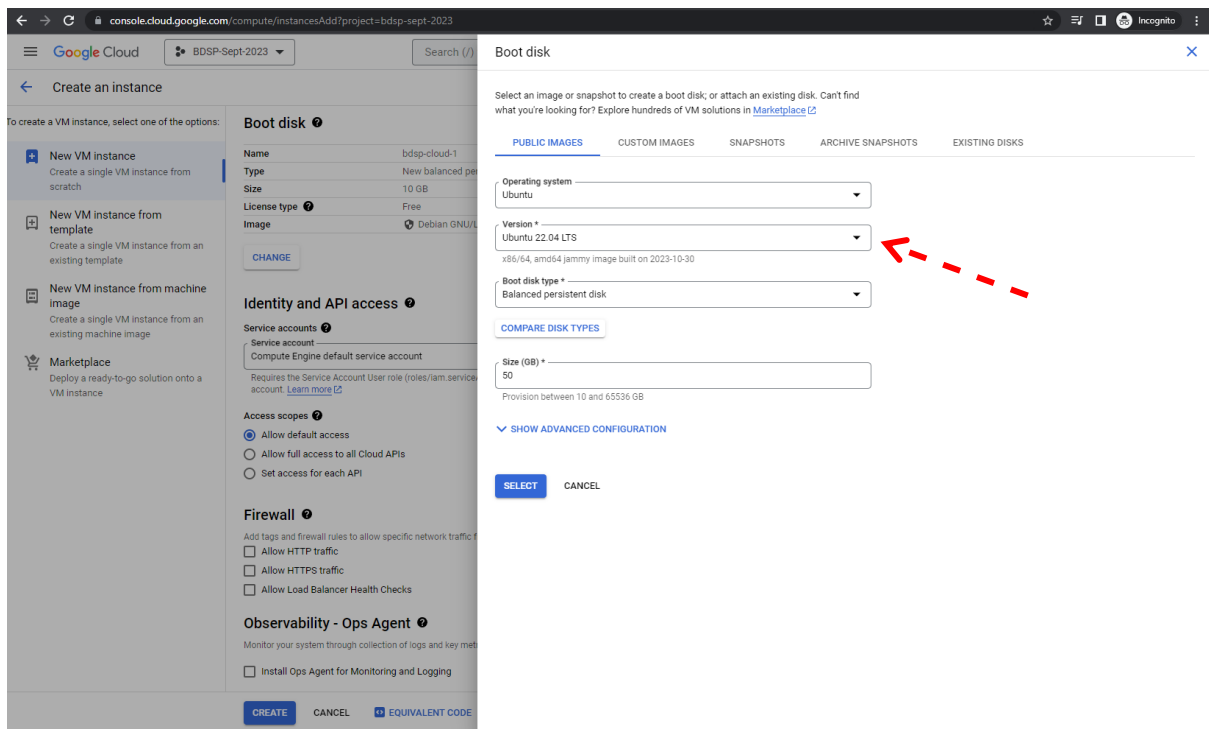 console.cloud.google.com/compute/instancesAdd?project=bdsp-sept-2023
Incognito
Google Cloud
BDSP-Sept-2023
Search (/)
Create an instance
To create a VM instance, select one of the options:
New VM instance
Create a single VM instance from
scratch
New VM instance from
template
Create a single VM instance from an
existing template
New VM instance from machine
image
Create a single VM instance from an
existing machine image
Marketplace
Deploy a ready-to-go solution onto a
VM instance
Boot disk
Name bdsp-cloud-1
Type New balanced per
Size 10 GB
License type Free
Image Debian GNU/L
CHANGE
Identity and API access
Service accounts
Service account
Compute Engine default service account
Requires the Service Account User role (roles/iam.service
account. Learn more
Access scopes
Allow default access
Allow full access to all Cloud APIs
Set access for each API
Firewall
Add tags and firewall rules to allow specific network traffic f
Allow HTTP traffic
Allow HTTPS traffic
Allow Load Balancer Health Checks
Observability - Ops Agent
Monitor your system through collection of logs and key met
Install Ops Agent for Monitoring and Logging
CREATE CANCEL EQUIVALENT CODE
Boot disk
Select an image or snapshot to create a boot disk; or attach an existing disk. Can't find
what you're looking for? Explore hundreds of VM solutions in Marketplace
PUBLIC IMAGES CUSTOM IMAGES SNAPSHOTS ARCHIVE SNAPSHOTS EXISTING DISKS
Operating system
Ubuntu
Version *
Ubuntu 22.04 LTS
x86/64, amd64 jammy image built on 2023-10-30
Boot disk type *
Balanced persistent disk
COMPARE DISK TYPES
Size (GB) *
50
Provision between 10 and 65536 GB
SHOW ADVANCED CONFIGURATION
SELECT CANCEL